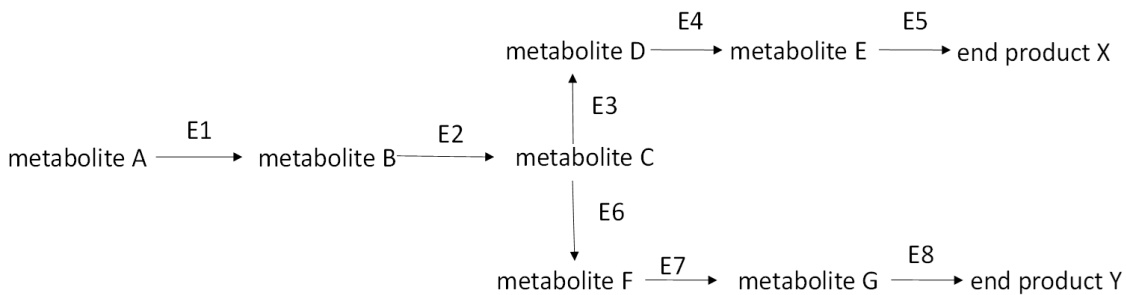 E4 E5
metabolite D metabolite E end product X
E3
E1 E2
metabolite A metabolite B metabolite C
E6
E7 E8
metabolite F metabolite G end product Y